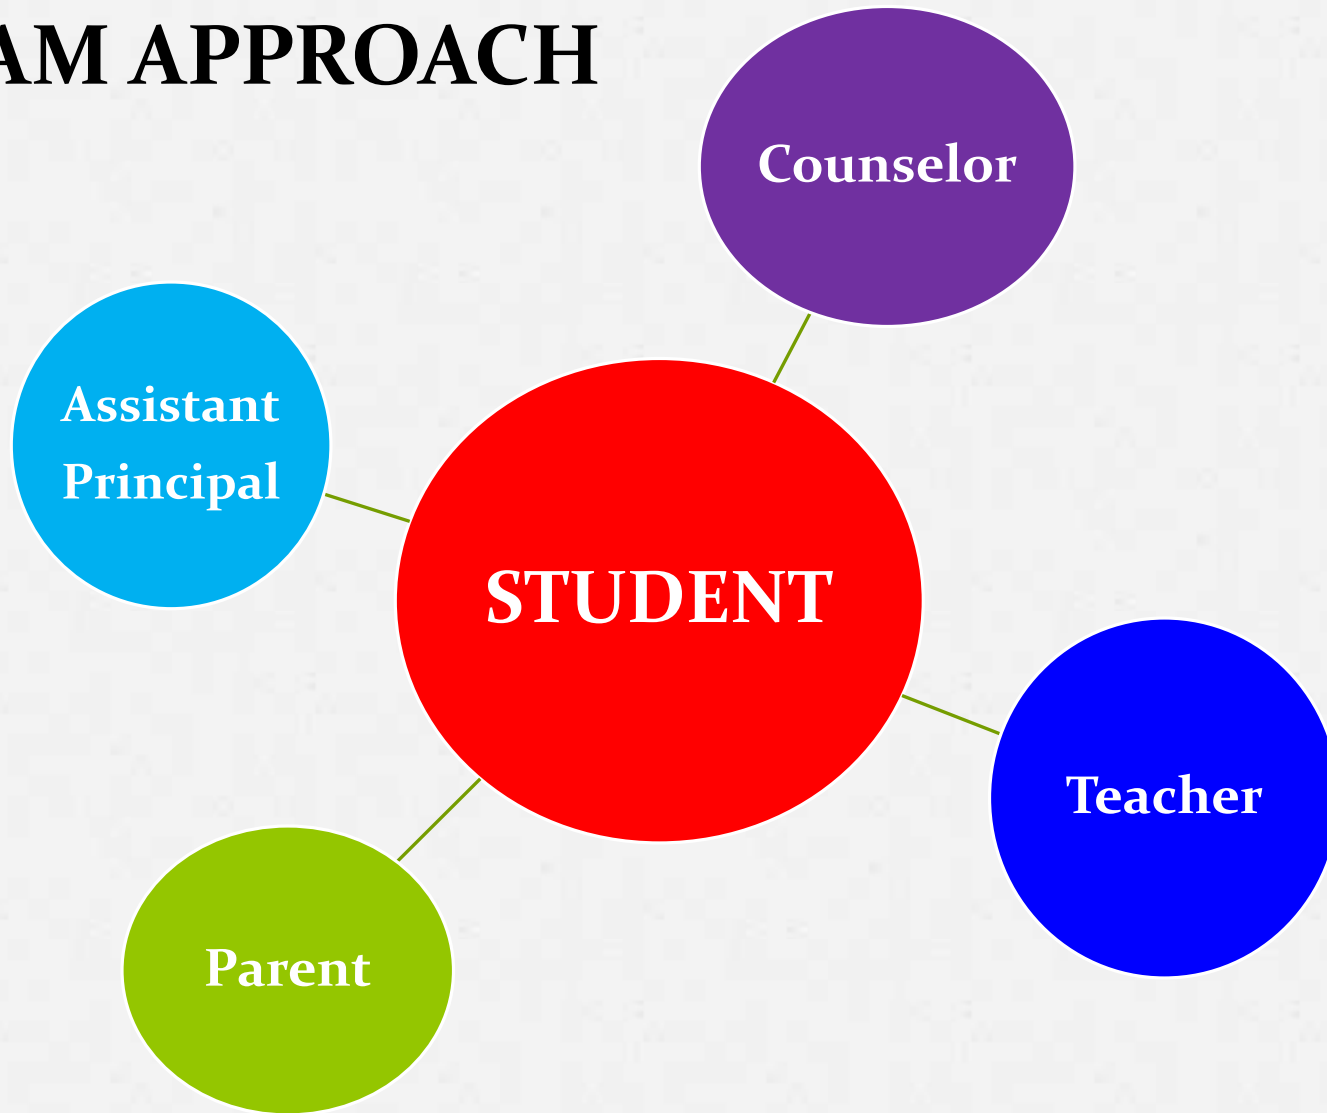 AM APPROACH
Counselor
Assistant
Principal
STUDENT
Teacher
Parent